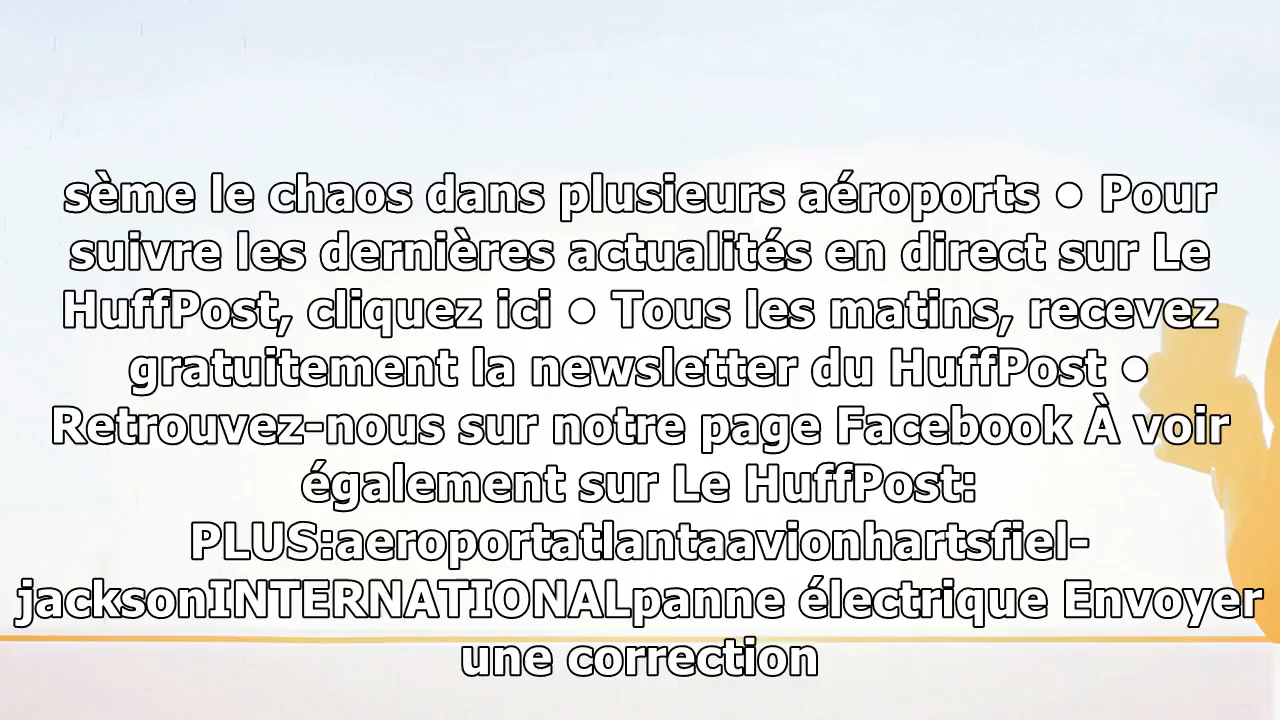 sème le chaos dans plusieurs aéroports • Pour
suivre les dernières actualités en direct sur Le
HuffPost, cliquez ici • Tous les matins, recevez
gratuitement la newsletter du HuffPost •
Retrouvez-nous sur notre page Facebook À voir
également sur Le HuffPost:
PLUS:aeroportatlantaavionhartsfiel-
jacksonINTERNATIONALpanne électrique Envoyer
une correction